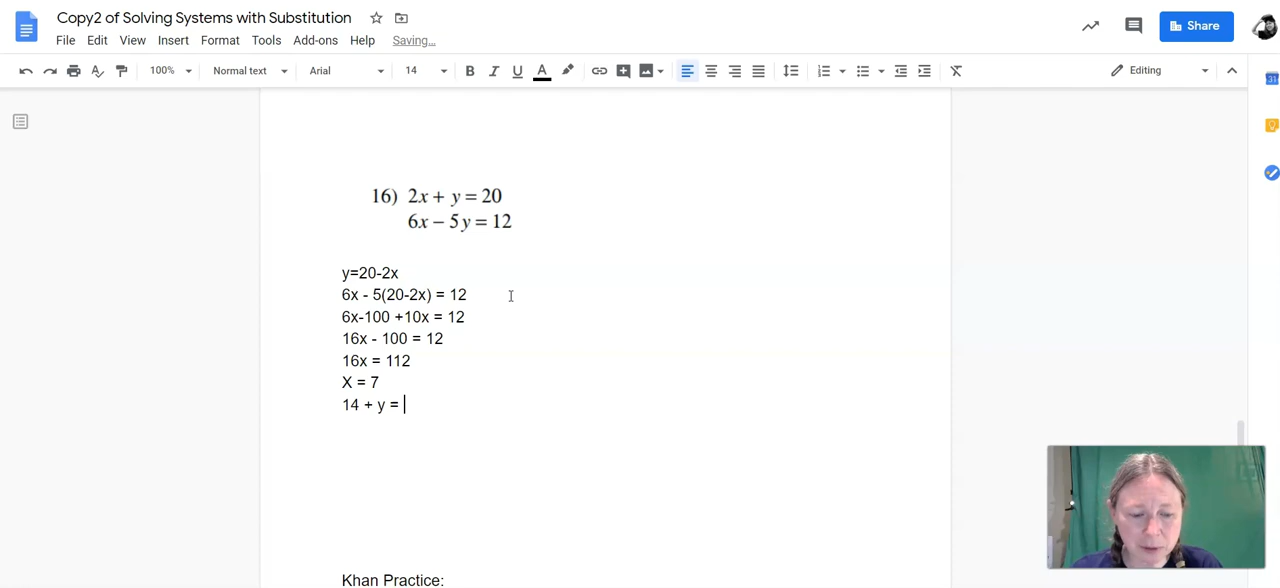 Copy2 of Solving Systems with Substitution
File Edit View Insert Format Tools Add-ons Help Saving...
Share
100% Normal text Arial 14 B I U A Editing
31
16) 2x + y = 20
6x − 5y = 12
y=20-2x
6x - 5(20-2x) = 12
6x-100 +10x = 12
16x - 100 = 12
16x = 112
X = 7
14 + y =
Khan Practice: